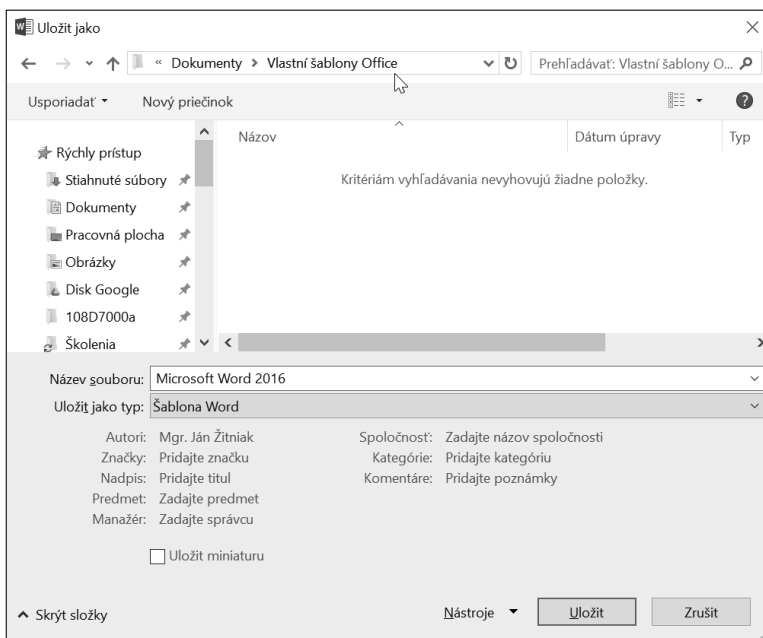 Uložit jako
« Dokumenty > Vlastní šablony Office
Prehľadávať: Vlastní šablony O...
Usporiadať Nový priečinok
Názov Dátum úpravy Typ
Rýchly prístup
Kritériám vyhľadávania nevyhovujú žiadne položky.
Stiahnuté súbory
Dokumenty
Pracovná plocha
Obrázky
Disk Google
108D7000a
Školenia
Název souboru: Microsoft Word 2016
Uložit jako typ: Šablona Word
Autori: Mgr. Ján Žitniak Spoločnosť: Zadajte názov spoločnosti
Značky: Pridajte značku Kategórie: Pridajte kategóriu
Nadpis: Pridajte titul Komentáre: Pridajte poznámky
Predmet: Zadajte predmet
Manažér: Zadajte správcu
Uložit miniaturu
Skrýt složky Nástroje Uložit Zrušit